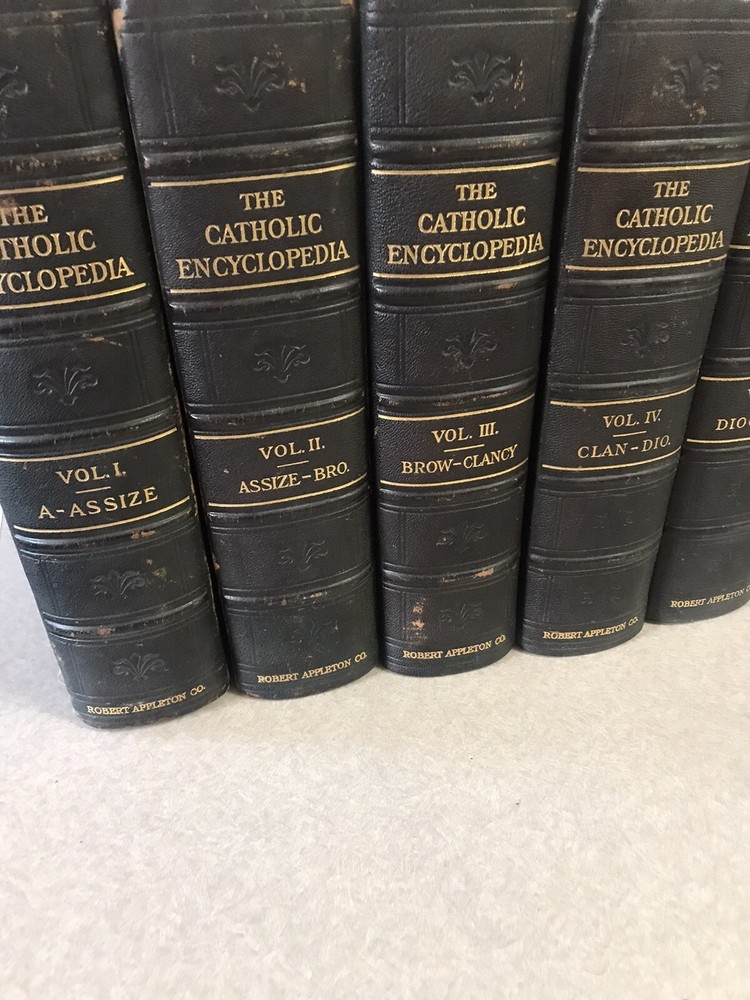 THE
CATHOLIC
ENCYCLOPEDIA
VOL. I.
A-ASSIZE
ROBERT APPLETON CO.
THE
CATHOLIC
ENCYCLOPEDIA
VOL. II.
ASSIZE-BRO.
ROBERT APPLETON CO.
THE
CATHOLIC
ENCYCLOPEDIA
VOL. III.
BROW-CLANCY
ROBERT APPLETON CO.
THE
CATHOLIC
ENCYCLOPEDIA
VOL. IV.
CLAN-DIO.
ROBERT APPLETON CO.
ROBERT APPLETON